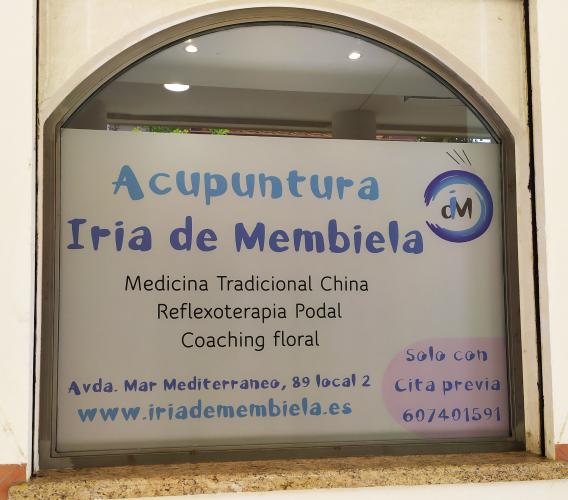 Acupuntura
Iria de Membiela
diM
Medicina Tradicional China
Reflexoterapia Podal
Coaching floral
Avda. Mar Mediterraneo, 89 local 2
www.iriademembiela.es
Solo con
Cita previa
607401591